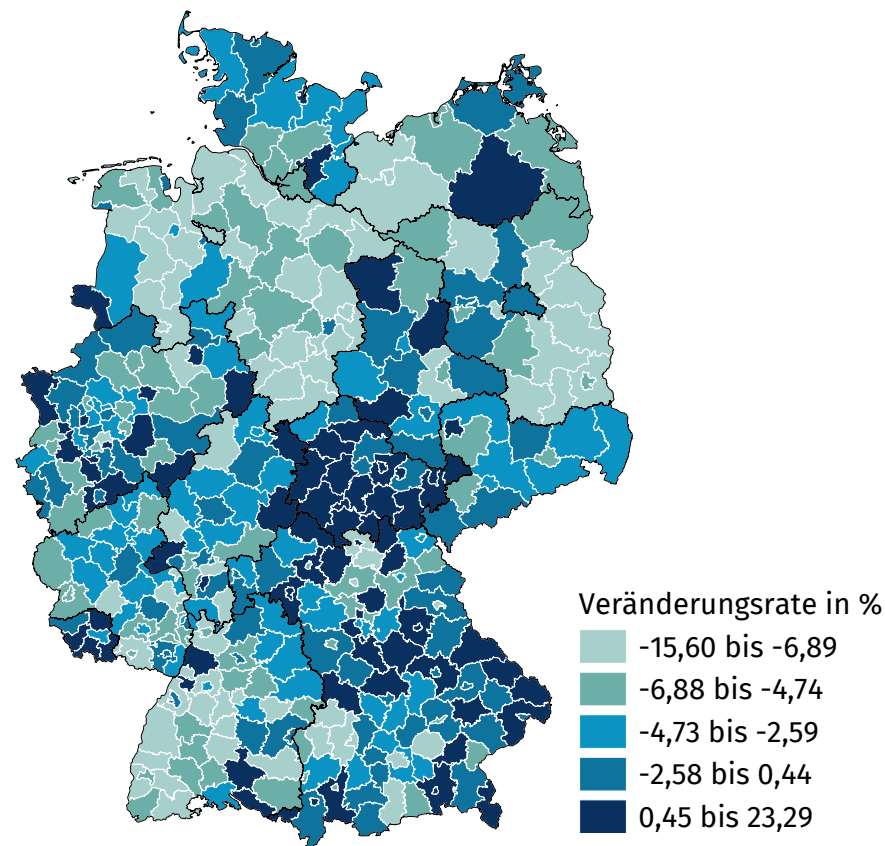 Veränderungsrate in %
-15,60 bis -6,89
-6,88 bis -4,74
-4,73 bis -2,59
-2,58 bis 0,44
0,45 bis 23,29